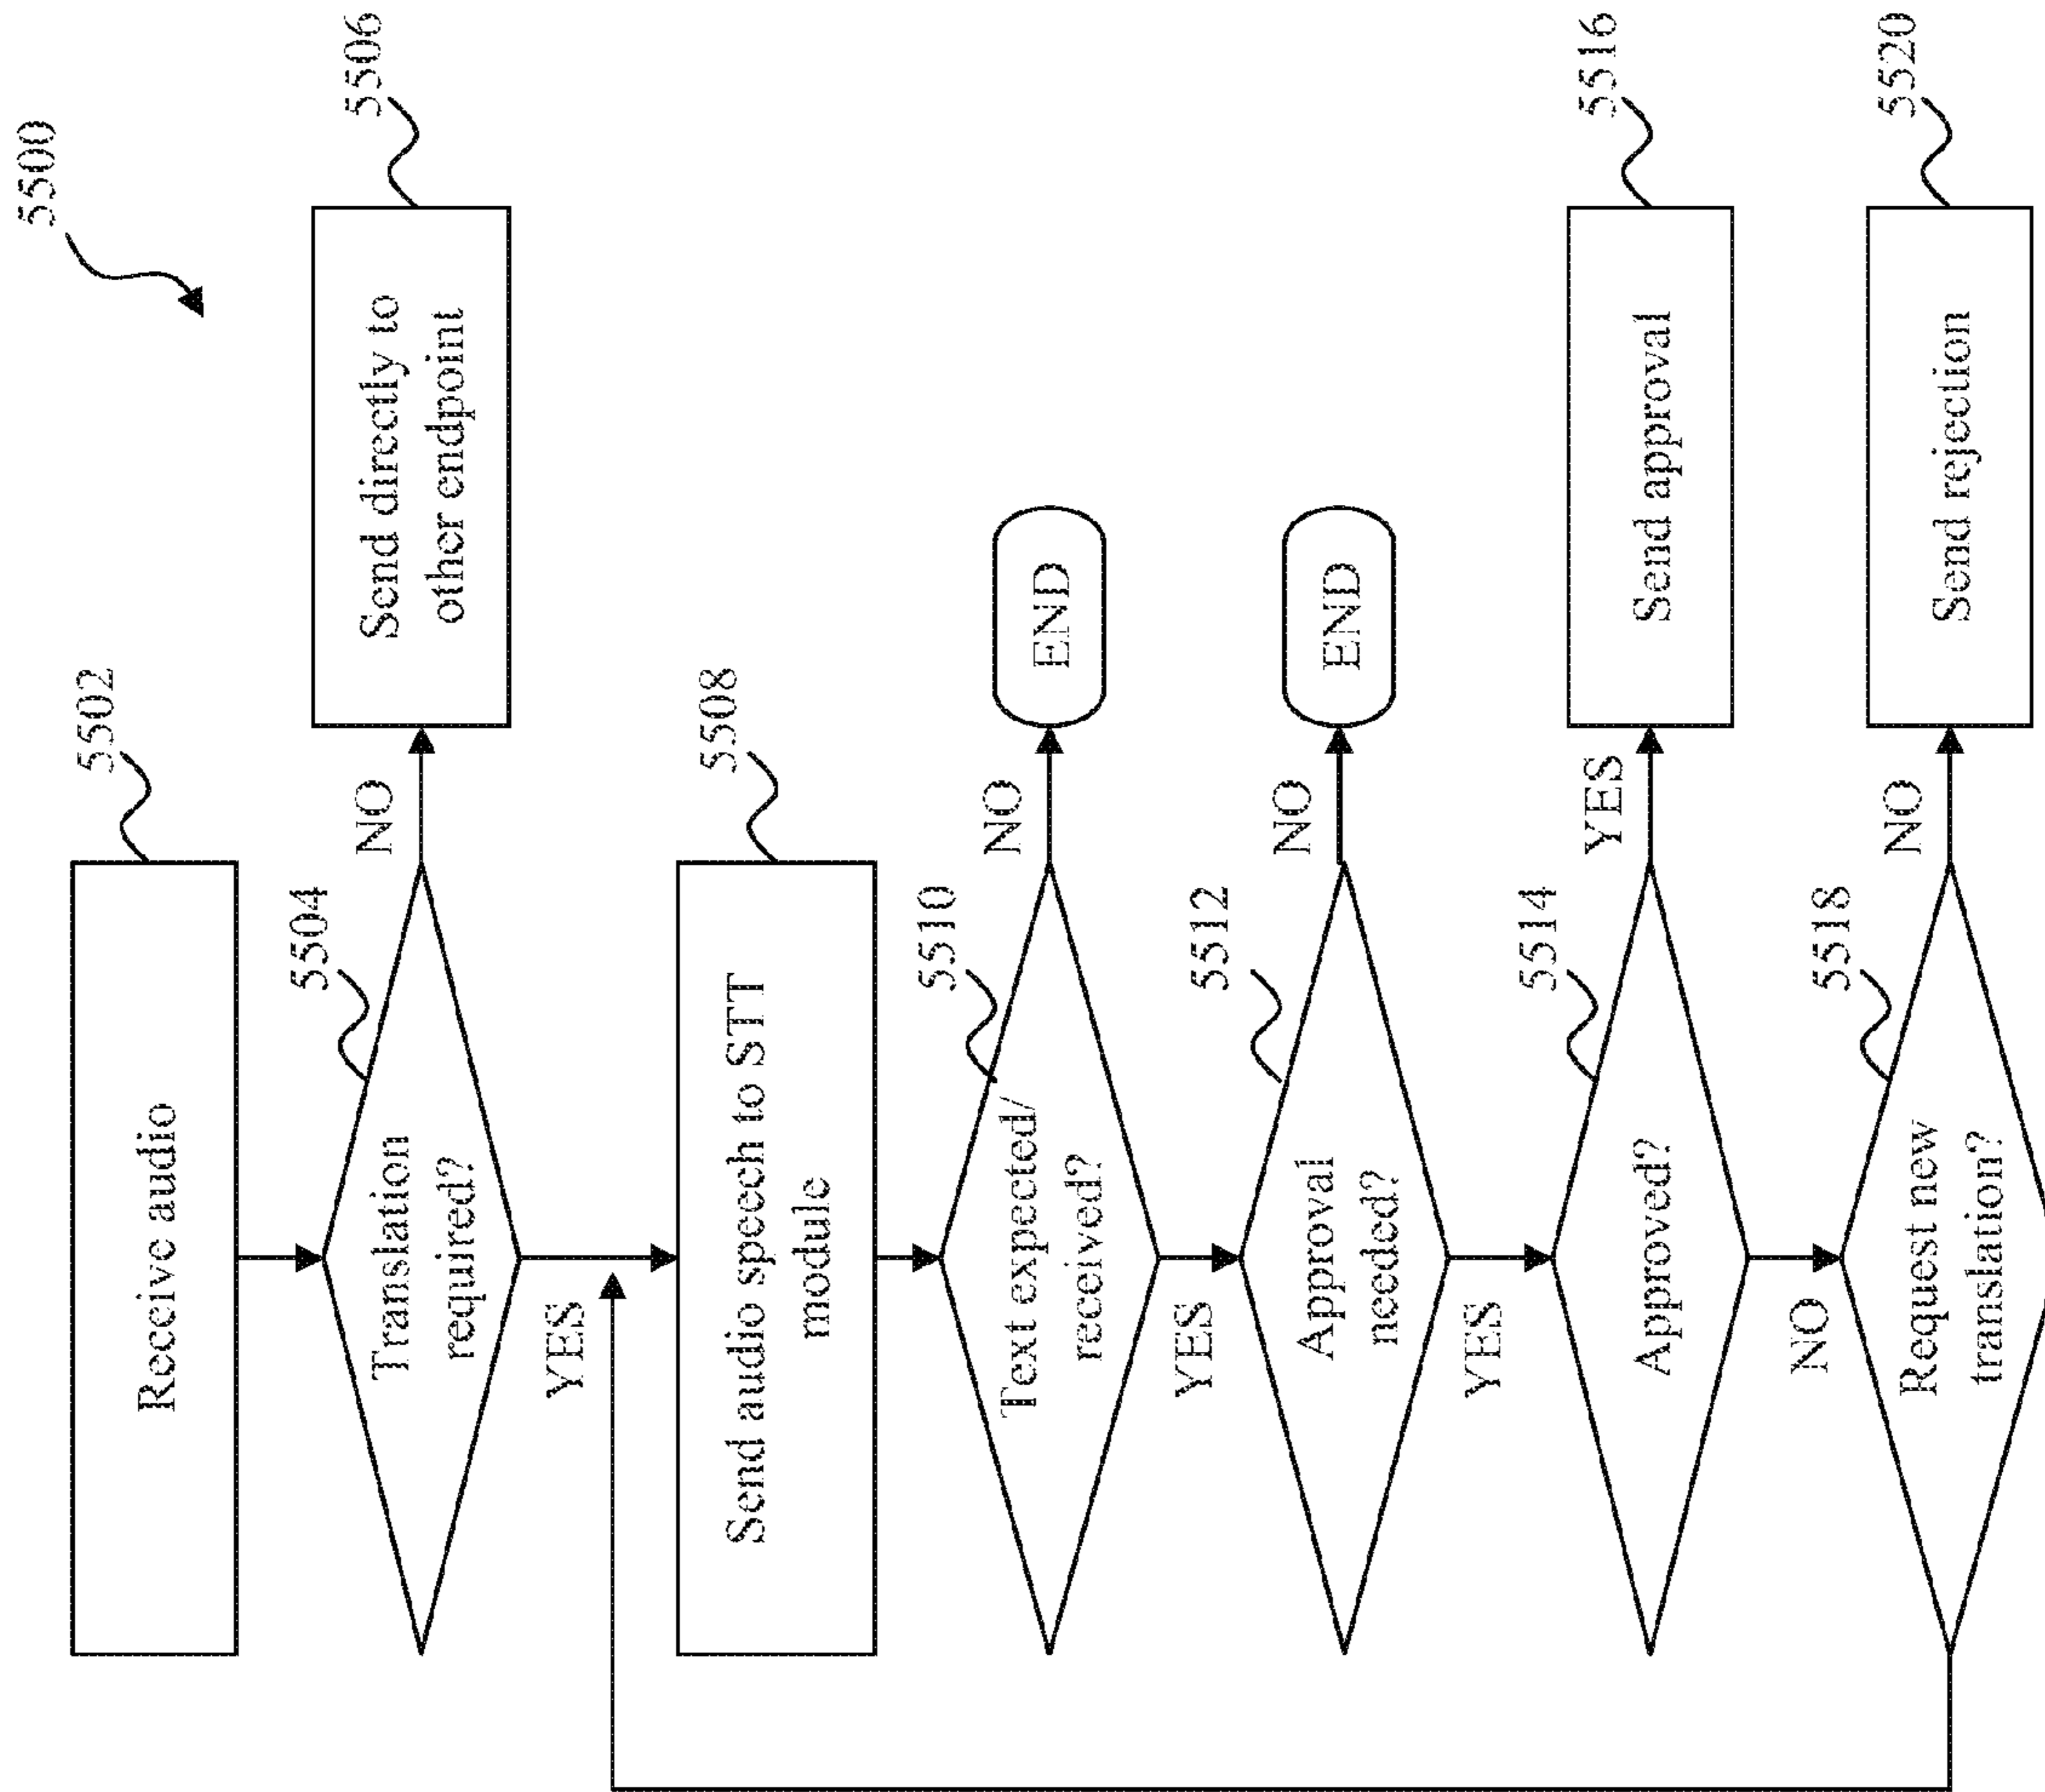 5500
Receive audio
5502
Translation
required?
5504
NO
Send directly to
other endpoint
5506
YES
Send audio speech to STT
module
5508
Text expected/
received?
5510
NO
END
YES
Approval
needed?
5512
NO
END
YES
Approved?
5514
YES
Send approval
5516
NO
Request new
translation?
5518
NO
Send rejection
5520